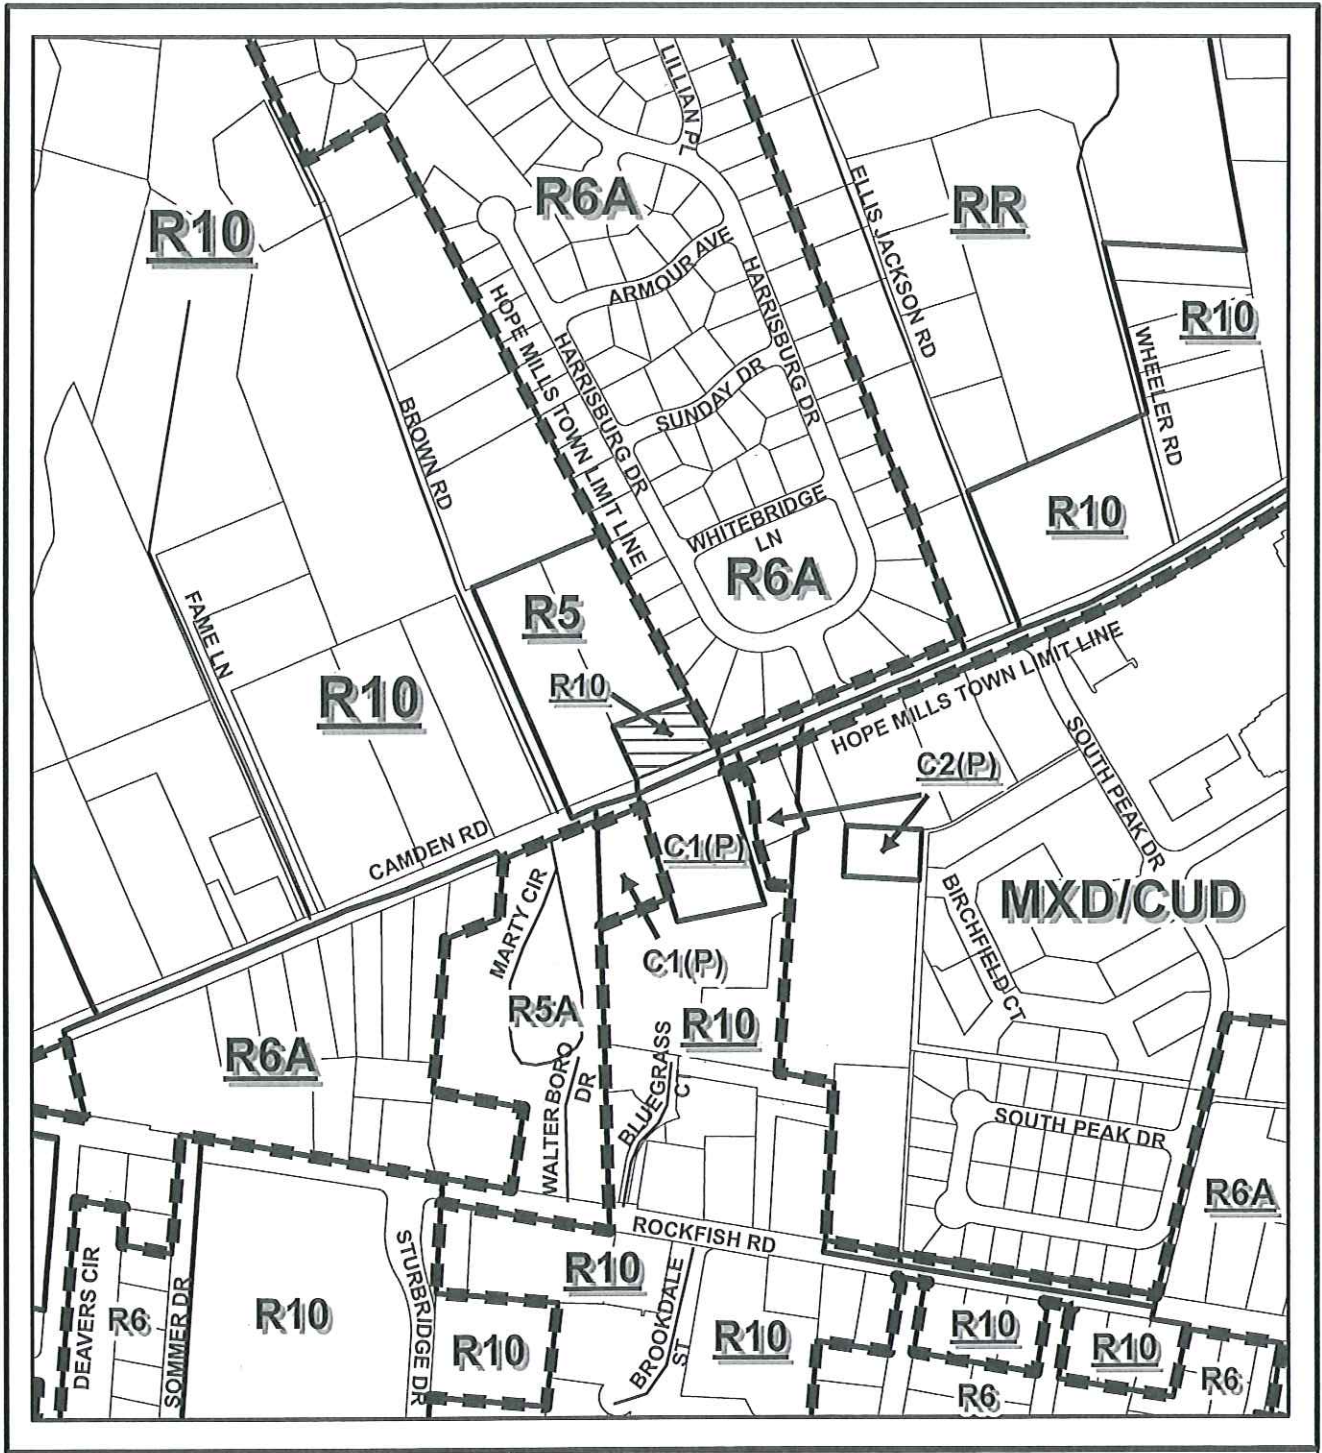 LILLIAN PL
R6A
R10
RR
ELLIS JACKSON RD
ARMOUR AVE
HARRISBURG DR
HOPE MILLS TOWN LIMIT LINE
HARRISBURG DR
R10
WHEELER RD
SUNDAY DR
BROWN RD
WHITEBRIDGE
LN
R10
R6A
R5
FAME LN
R10
R10
HOPE MILLS TOWN LIMIT LINE
SOUTH PEAK DR
C2(P)
CAMDEN RD
C1(P)
MARTY CIR
MXD/CUD
BIRCHFIELD CT
C1(P)
R5A
R10
R6A
WALTERBORO
DR
BLUEGRASS
CT
SOUTH PEAK DR
R6A
ROCKFISH RD
STURBRIDGE DR
R10
DEAVERS CIR
R6
SOMMER DR
R10
R10
BROOKDALE
ST
R10
R10
R10
R6
R6